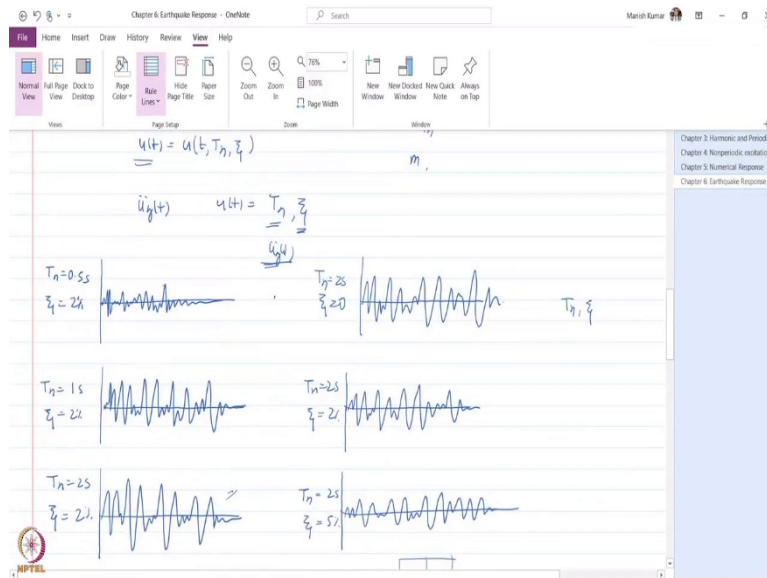 Chapter 6: Earthquake Response - OneNote
Search
Manish Kumar
File Home Insert Draw History Review View Help
Normal View
Full Page View
Dock to Desktop
Page Color
Rule Lines
Hide Page Title
Paper Size
Zoom Out
Zoom In
76%
100%
Page Width
New Window
New Docked Window
New Quick Note
Always on Top
Views
Page Setup
Zoom
Window
Chapter 3: Harmonic and Period
Chapter 4: Nonperiodic excitatio
Chapter 5: Numerical Response
Chapter 6: Earthquake Response
u(t) = u(t, Tn, ξ)
m,
üg(t) u(t) = Tn, ξ
üg(t)
Tn=0.5s
ξ = 2%
Tn=2s
ξ=0
Tn, ξ
Tn = 1s
ξ = 2%
Tn=2s
ξ = 2%
Tn = 2s
ξ = 2%
Tn = 2s
ξ = 5%
NPTEL